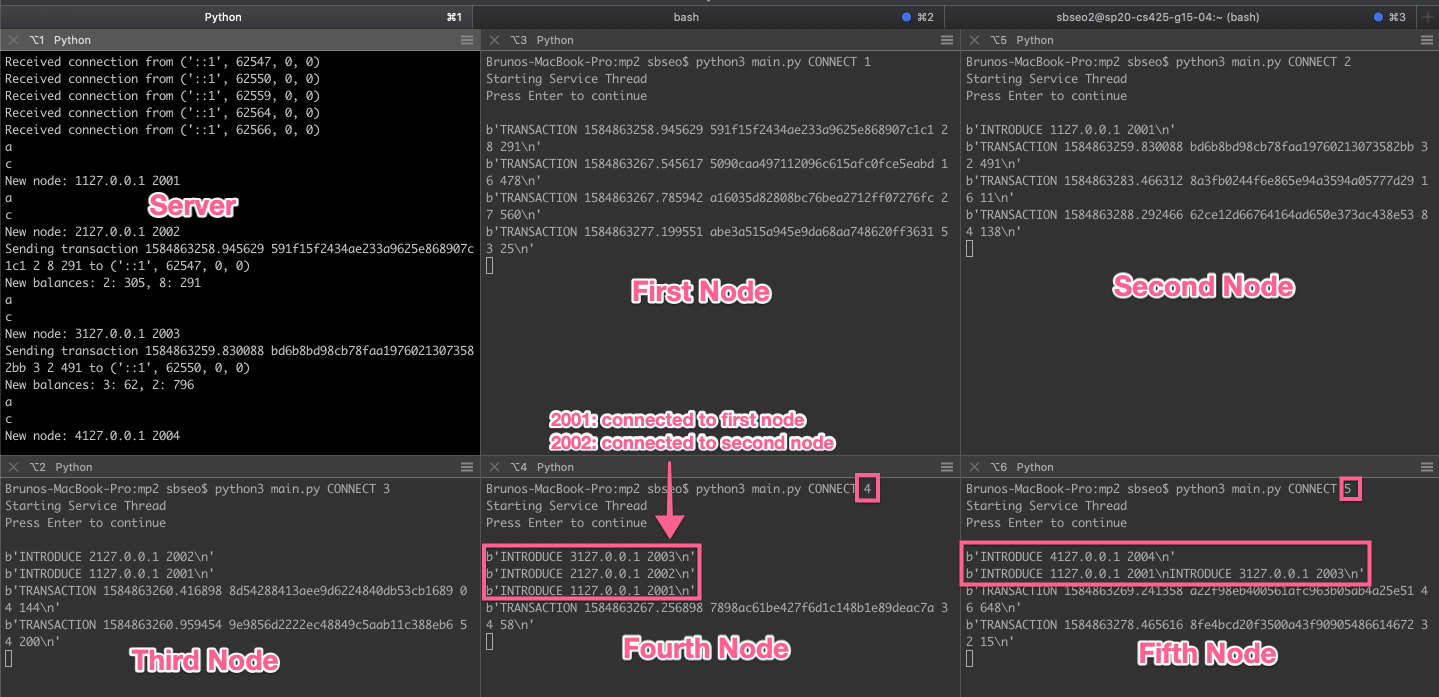 Python ⌘1
bash ⌘2
sbseo2@sp20-cs425-g15-04:~ (bash) ⌘3
⌥1 Python
Received connection from ('::1', 62547, 0, 0)
Received connection from ('::1', 62550, 0, 0)
Received connection from ('::1', 62559, 0, 0)
Received connection from ('::1', 62564, 0, 0)
Received connection from ('::1', 62566, 0, 0)
a
c
New node: 1127.0.0.1 2001
a
c
New node: 2127.0.0.1 2002
Sending transaction 1584863258.945629 591f15f2434ae233a9625e868907c
1c1 2 8 291 to ('::1', 62547, 0, 0)
New balances: 2: 305, 8: 291
a
c
New node: 3127.0.0.1 2003
Sending transaction 1584863259.830088 bd6b8bd98cb78faa1976021307358
2bb 3 2 491 to ('::1', 62550, 0, 0)
New balances: 3: 62, 2: 796
a
c
New node: 4127.0.0.1 2004
Server
⌥3 Python
Brunos-MacBook-Pro:mp2 sbseo$ python3 main.py CONNECT 1
Starting Service Thread
Press Enter to continue
b'TRANSACTION 1584863258.945629 591f15f2434ae233a9625e868907c1c1 2
8 291\n'
b'TRANSACTION 1584863267.545617 5090caa497112096c615afc0fce5eabd 1
6 478\n'
b'TRANSACTION 1584863267.785942 a16035d82808bc76bea2712ff07276fc 2
7 560\n'
b'TRANSACTION 1584863277.199551 abe3a515a945e9da68aa748620ff3631 5
3 25\n'
First Node
⌥5 Python
Brunos-MacBook-Pro:mp2 sbseo$ python3 main.py CONNECT 2
Starting Service Thread
Press Enter to continue
b'INTRODUCE 1127.0.0.1 2001\n'
b'TRANSACTION 1584863259.830088 bd6b8bd98cb78faa19760213073582bb 3
2 491\n'
b'TRANSACTION 1584863283.466312 8a3fb0244f6e865e94a3594a05777d29 1
6 11\n'
b'TRANSACTION 1584863288.292466 62ce12d66764164ad650e373ac438e53 8
4 138\n'
Second Node
⌥2 Python
Brunos-MacBook-Pro:mp2 sbseo$ python3 main.py CONNECT 3
Starting Service Thread
Press Enter to continue
b'INTRODUCE 2127.0.0.1 2002\n'
b'INTRODUCE 1127.0.0.1 2001\n'
b'TRANSACTION 1584863260.416898 8d54288413aee9d6224840db53cb1689 0
4 144\n'
b'TRANSACTION 1584863260.959454 9e9856d2222ec48849c5aab11c388eb6 5
4 200\n'
Third Node
2001: connected to first node
2002: connected to second node
⌥4 Python
Brunos-MacBook-Pro:mp2 sbseo$ python3 main.py CONNECT 4
Starting Service Thread
Press Enter to continue
b'INTRODUCE 3127.0.0.1 2003\n'
b'INTRODUCE 2127.0.0.1 2002\n'
b'INTRODUCE 1127.0.0.1 2001\n'
b'TRANSACTION 1584863267.256898 7898ac61be427f6d1c148b1e89deac7a 3
4 58\n'
Fourth Node
⌥6 Python
Brunos-MacBook-Pro:mp2 sbseo$ python3 main.py CONNECT 5
Starting Service Thread
Press Enter to continue
b'INTRODUCE 4127.0.0.1 2004\n'
b'INTRODUCE 1127.0.0.1 2001\nINTRODUCE 3127.0.0.1 2003\n'
b'TRANSACTION 1584863269.241358 a22f98eb400561afc963b05ab4a25e51 4
6 648\n'
b'TRANSACTION 1584863278.465616 8fe4bcd20f3500a43f90905486614672 3
2 15\n'
Fifth Node